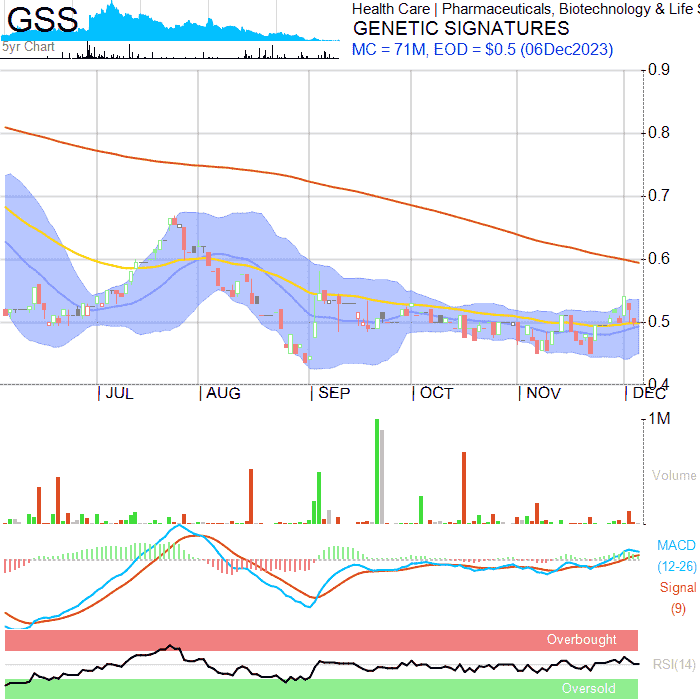 GSS
5yr Chart
Health Care | Pharmaceuticals, Biotechnology & Life S
GENETIC SIGNATURES
MC = 71M, EOD = $0.5 (06Dec2023)
0.9
0.8
0.7
0.6
0.5
0.4
JUL AUG SEP OCT NOV DEC
1M
Volume
MACD
(12-26)
Signal
(9)
Overbought
RSI(14)
Oversold